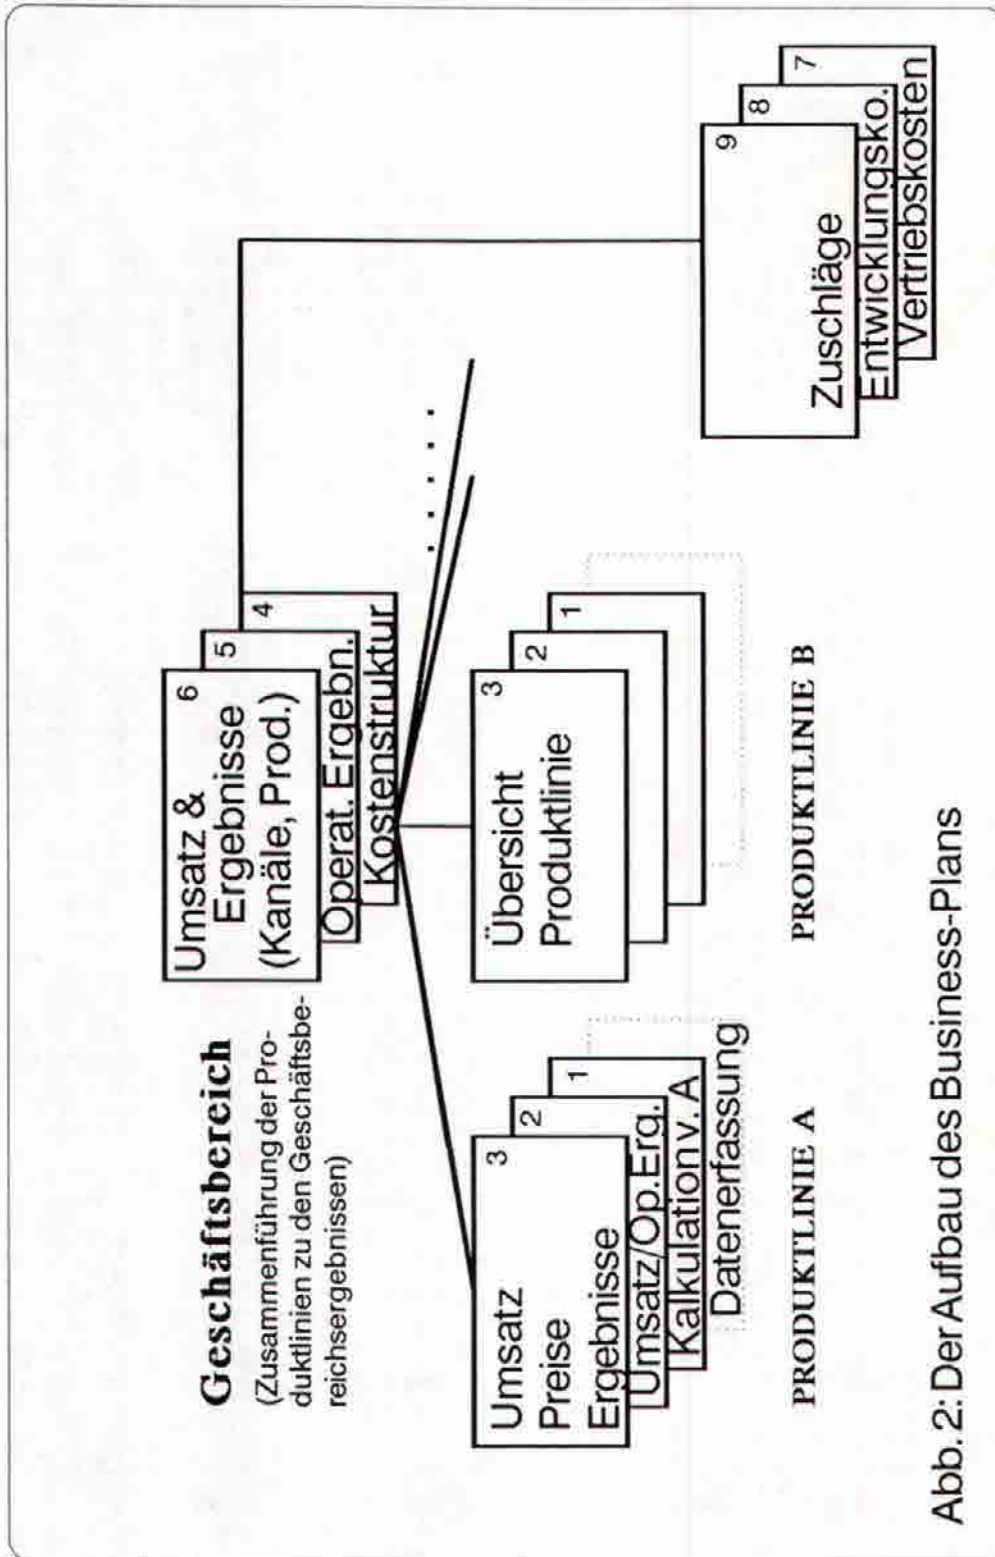 Geschäftsbereich
(Zusammenführung der Pro-
duktlinien zu den Geschäftsbe-
reichsergebnissen)
6
Umsatz &
Ergebnisse
(Kanäle, Prod.)
5
Operat. Ergebn.
4
Kostenstruktur
3
Umsatz
Preise
Ergebnisse
2
Umsatz/Op.Erg.
1
Kalkulation v. A
Datenerfassung
PRODUKTLINIE A
3
Übersicht
Produktlinie
2
1
PRODUKTLINIE B
. . . . .
9
Zuschläge
8
Entwicklungsko.
7
Vertriebskosten
Abb. 2: Der Aufbau des Business-Plans